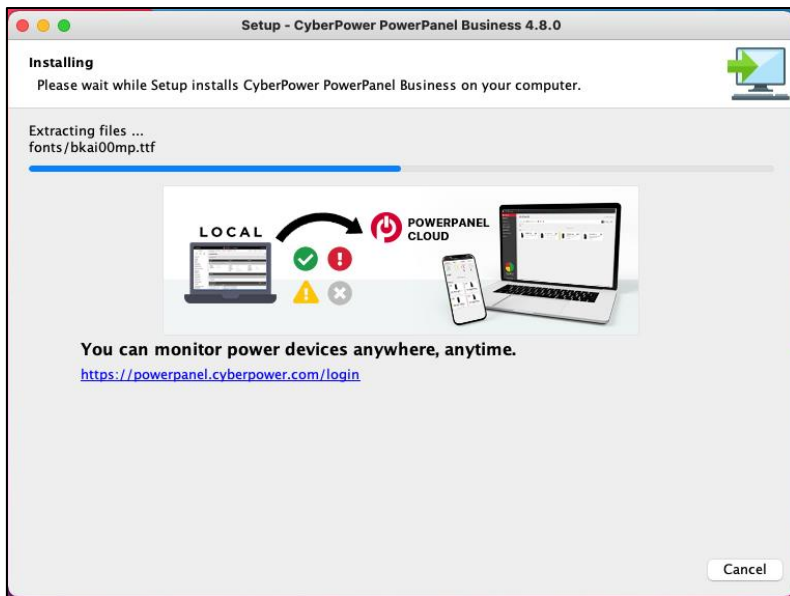 Setup - CyberPower PowerPanel Business 4.8.0
Installing
Please wait while Setup installs CyberPower PowerPanel Business on your computer.
Extracting files ...
fonts/bkai00mp.ttf
LOCAL
POWERPANEL
CLOUD
You can monitor power devices anywhere, anytime.
https://powerpanel.cyberpower.com/login
Cancel